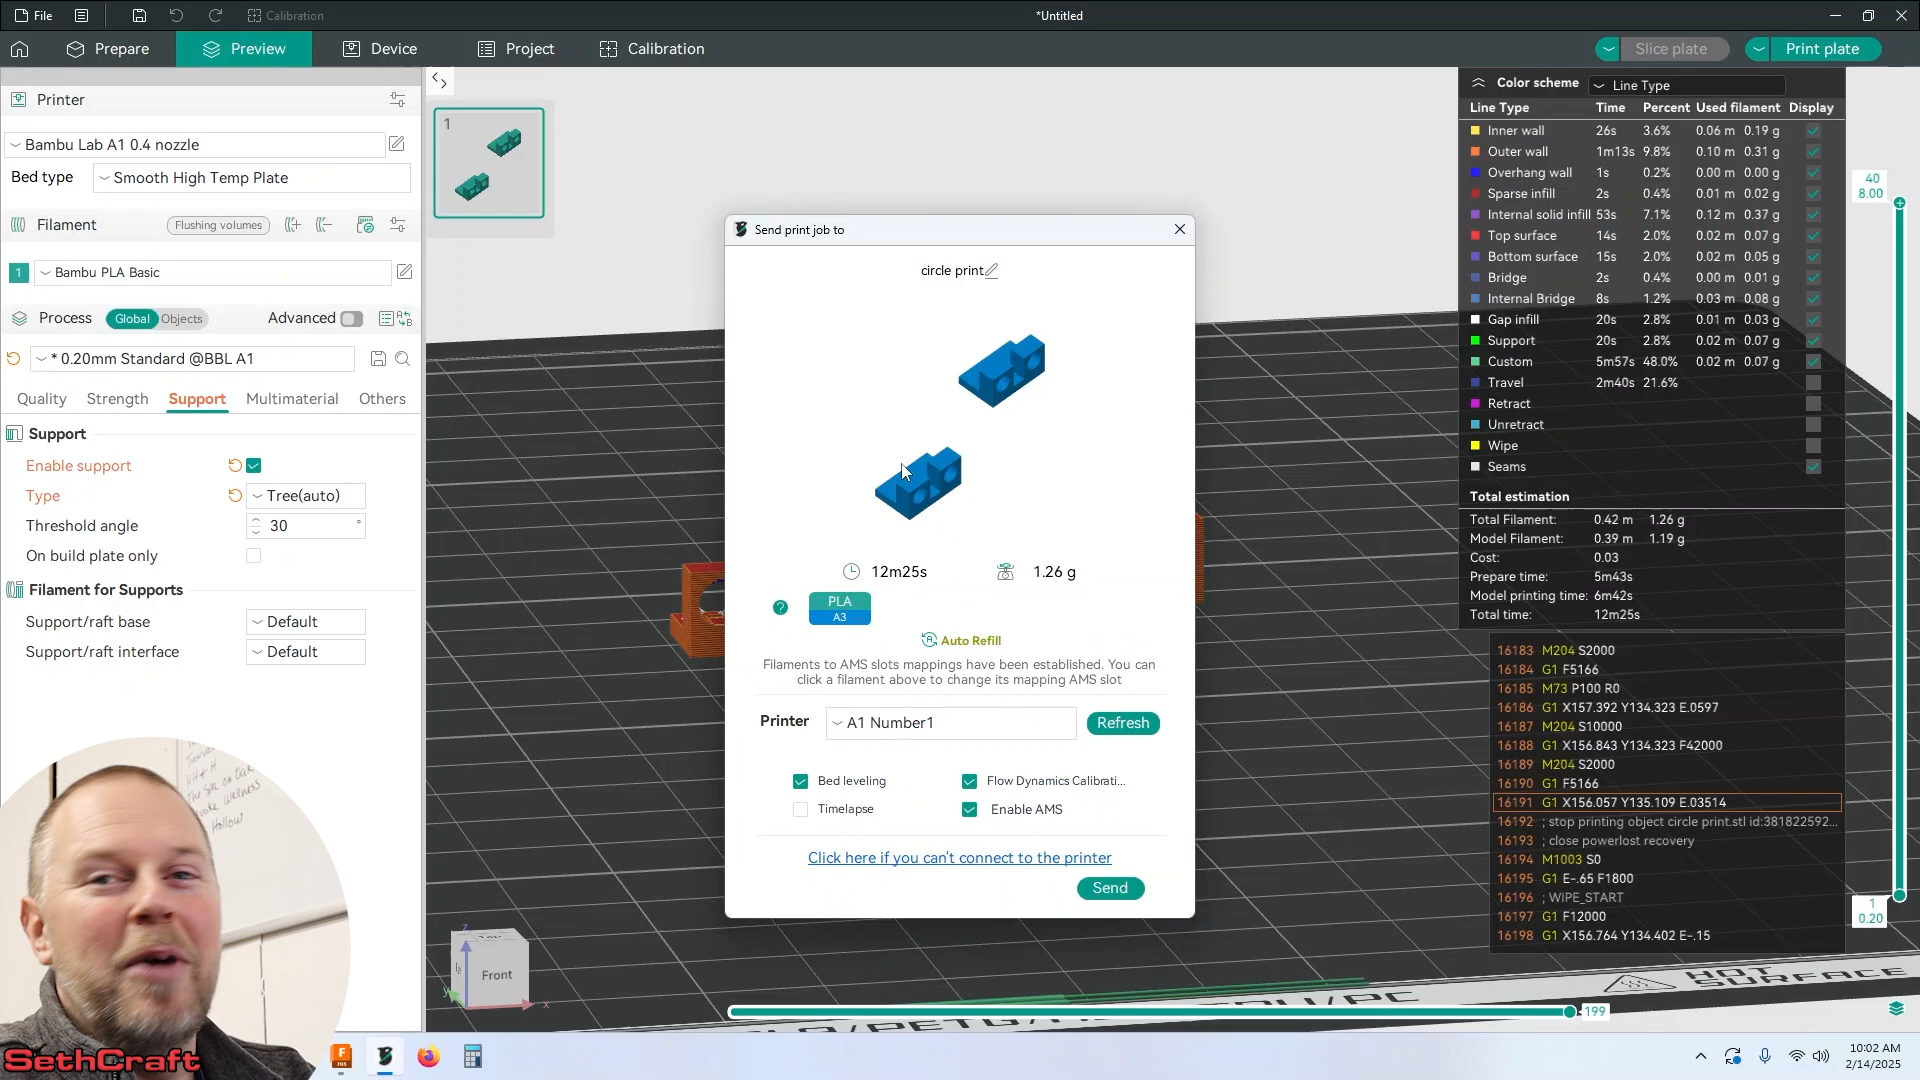 File
Calibration
*Untitled
Prepare
Preview
Device
Project
Calibration
Slice plate
Print plate
Printer
Bambu Lab A1 0.4 nozzle
Bed type
Smooth High Temp Plate
Filament
Flushing volumes
1
Bambu PLA Basic
Process
Global
Objects
Advanced
* 0.20mm Standard @BBL A1
Quality
Strength
Support
Multimaterial
Others
Support
Enable support
Type
Tree(auto)
Threshold angle
30
°
On build plate only
Filament for Supports
Support/raft base
Default
Support/raft interface
Default
1
Send print job to
circle print
12m25s
1.26 g
PLA
A3
Auto Refill
Filaments to AMS slots mappings have been established. You can
click a filament above to change its mapping AMS slot
Printer
A1 Number1
Refresh
Bed leveling
Flow Dynamics Calibrati...
Timelapse
Enable AMS
Click here if you can't connect to the printer
Send
Color scheme
Line Type
Line Type Time Percent Used filament Display
Inner wall 26s 3.6% 0.06 m 0.19 g
Outer wall 1m13s 9.8% 0.10 m 0.31 g
Overhang wall 1s 0.2% 0.00 m 0.00 g
Sparse infill 2s 0.4% 0.01 m 0.02 g
Internal solid infill 53s 7.1% 0.12 m 0.37 g
Top surface 14s 2.0% 0.02 m 0.07 g
Bottom surface 15s 2.0% 0.02 m 0.05 g
Bridge 2s 0.4% 0.00 m 0.01 g
Internal Bridge 8s 1.2% 0.03 m 0.08 g
Gap infill 20s 2.8% 0.01 m 0.03 g
Support 20s 2.8% 0.02 m 0.07 g
Custom 5m57s 48.0% 0.02 m 0.07 g
Travel 2m40s 21.6%
Retract
Unretract
Wipe
Seams
Total estimation
Total Filament: 0.42 m 1.26 g
Model Filament: 0.39 m 1.19 g
Cost: 0.03
Prepare time: 5m43s
Model printing time: 6m42s
Total time: 12m25s
16183 M204 S2000
16184 G1 F5166
16185 M73 P100 R0
16186 G1 X157.392 Y134.323 E.0597
16187 M204 S10000
16188 G1 X156.843 Y134.323 F42000
16189 M204 S2000
16190 G1 F5166
16191 G1 X156.057 Y135.109 E.03514
16192 ; stop printing object circle print.stl id:381822592...
16193 ; close powerlost recovery
16194 M1003 S0
16195 G1 E-.65 F1800
16196 ; WIPE_START
16197 G1 F12000
16198 G1 X156.764 Y134.402 E-.15
40
8.00
1
0.20
HOT
SURFACE
199
Front
z
y
x
The Spa on Oak
Wellness
Hollow
SethCraft
10:02 AM
2/14/2025